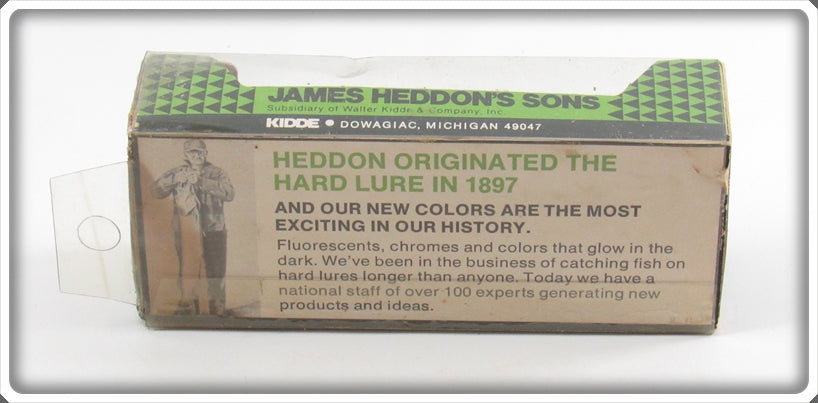 JAMES HEDDON'S SONS
Subsidiary of Walter Kidde & Company, Inc.
KIDDE • DOWAGIAC, MICHIGAN 49047
HEDDON ORIGINATED THE
HARD LURE IN 1897
AND OUR NEW COLORS ARE THE MOST
EXCITING IN OUR HISTORY.
Fluorescents, chromes and colors that glow in the
dark. We've been in the business of catching fish on
hard lures longer than anyone. Today we have a
national staff of over 100 experts generating new
products and ideas.